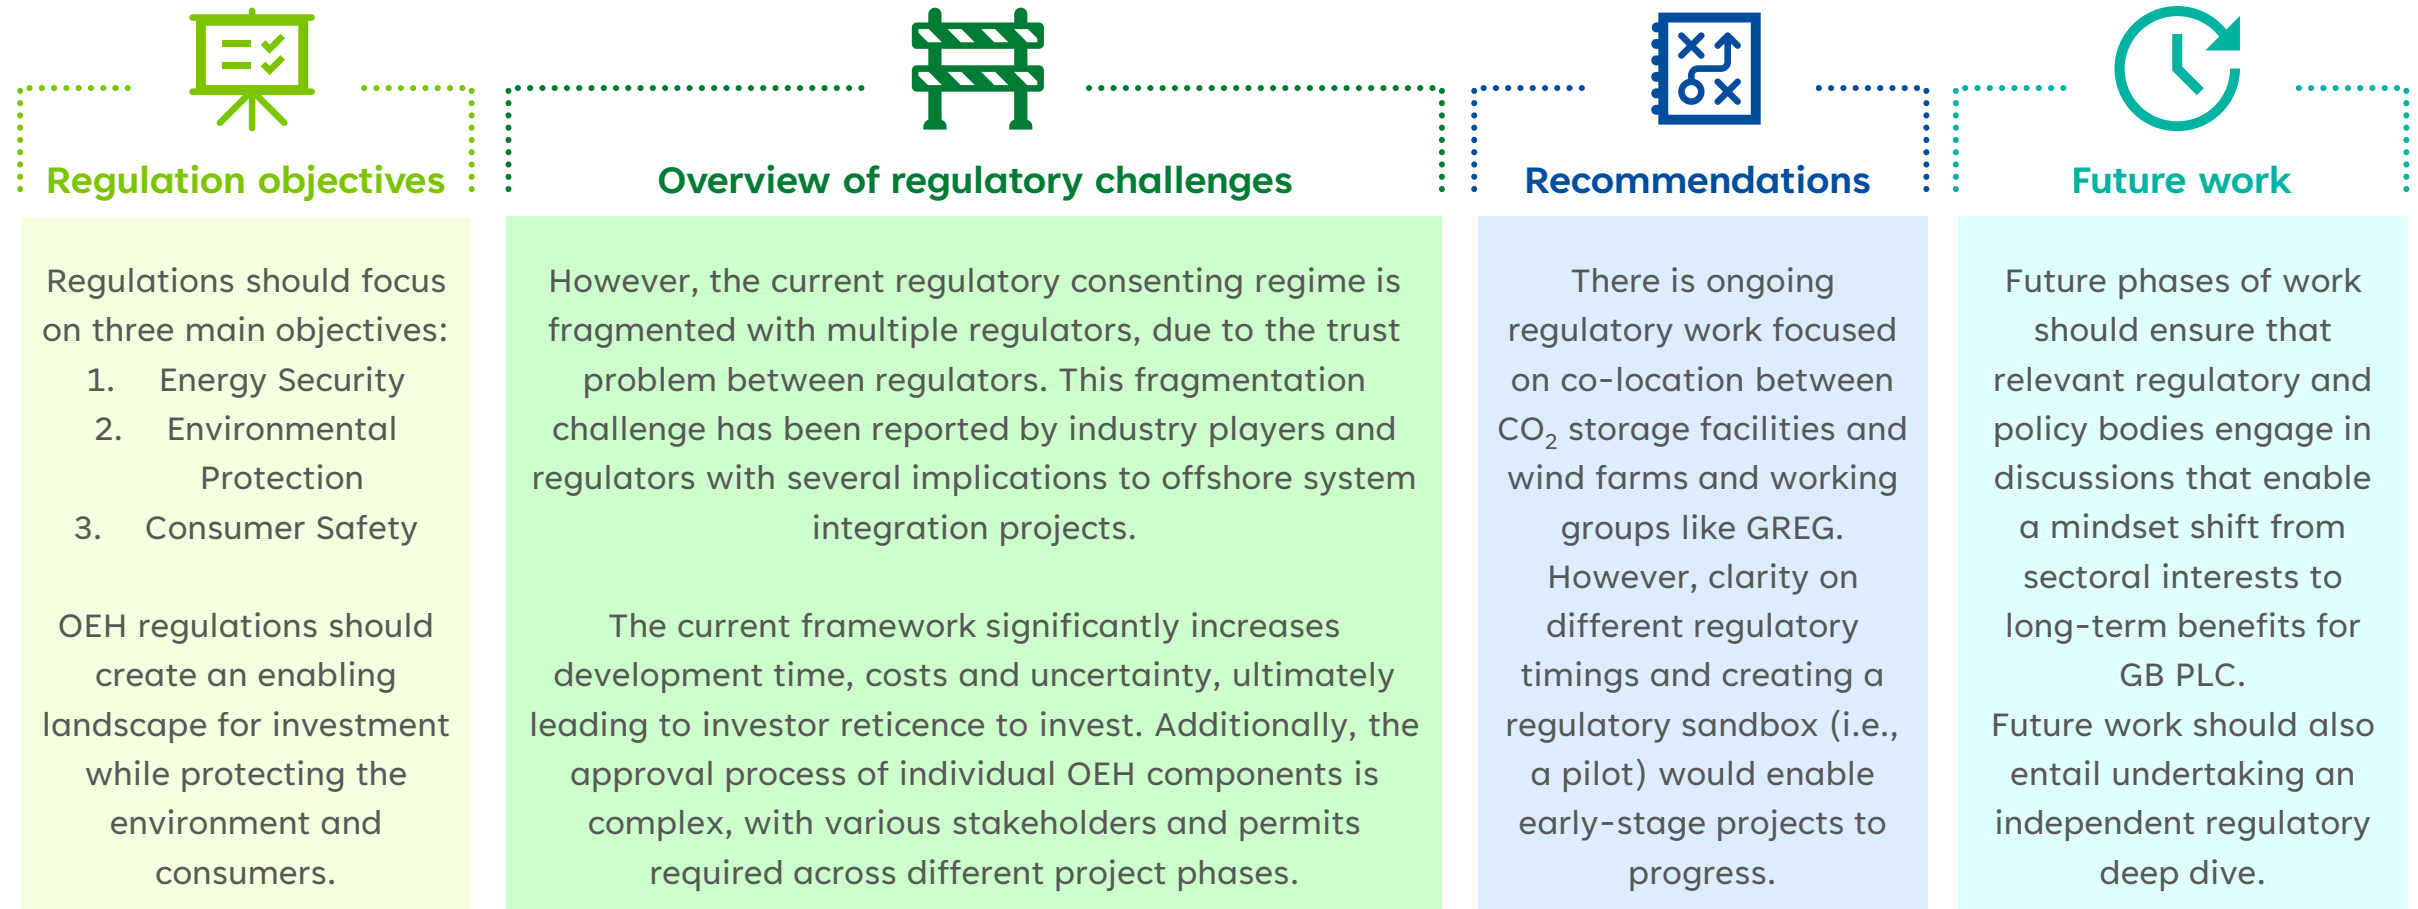 Regulation objectives
Regulations should focus
on three main objectives:
1. Energy Security
2. Environmental
Protection
3. Consumer Safety
OEH regulations should
create an enabling
landscape for investment
while protecting the
environment and
consumers.
Overview of regulatory challenges
However, the current regulatory consenting regime is
fragmented with multiple regulators, due to the trust
problem between regulators. This fragmentation
challenge has been reported by industry players and
regulators with several implications to offshore system
integration projects.
The current framework significantly increases
development time, costs and uncertainty, ultimately
leading to investor reticence to invest. Additionally, the
approval process of individual OEH components is
complex, with various stakeholders and permits
required across different project phases.
Recommendations
There is ongoing
regulatory work focused
on co-location between
CO₂ storage facilities and
wind farms and working
groups like GREG.
However, clarity on
different regulatory
timings and creating a
regulatory sandbox (i.e.,
a pilot) would enable
early-stage projects to
progress.
Future work
Future phases of work
should ensure that
relevant regulatory and
policy bodies engage in
discussions that enable
a mindset shift from
sectoral interests to
long-term benefits for
GB PLC.
Future work should also
entail undertaking an
independent regulatory
deep dive.